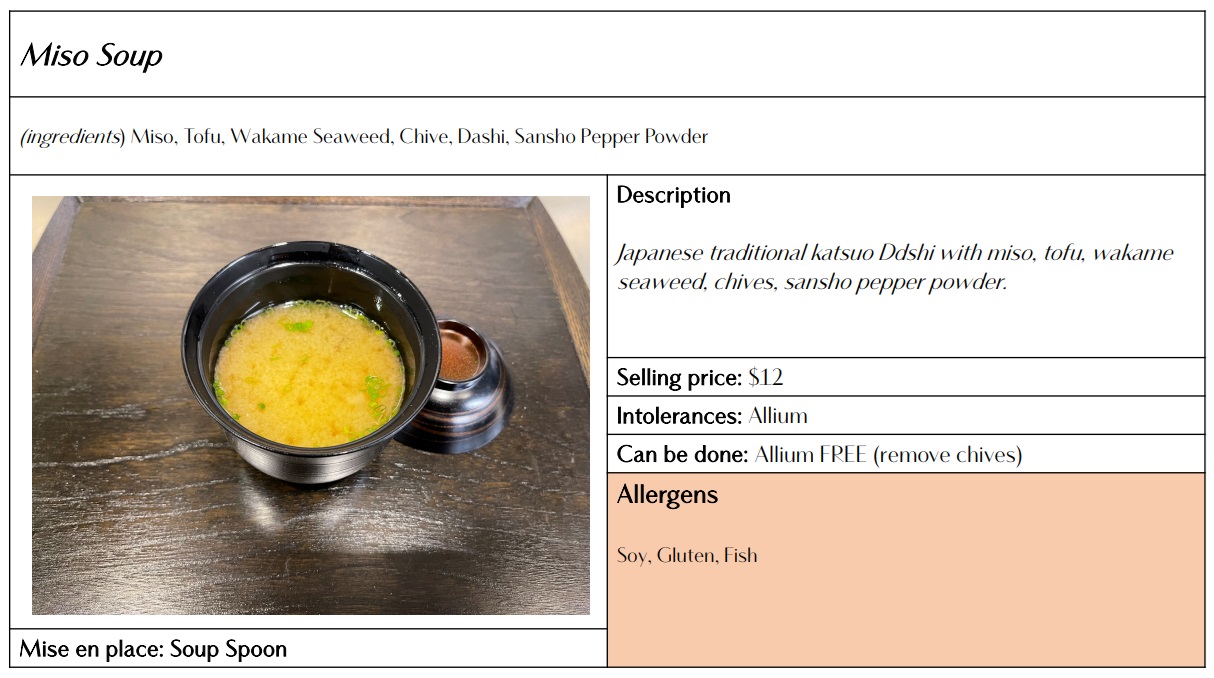 Miso Soup
(ingredients) Miso, Tofu, Wakame Seaweed, Chive, Dashi, Sansho Pepper Powder
Description
Japanese traditional katsuo Ddshi with miso, tofu, wakame
seaweed, chives, sansho pepper powder.
Selling price: $12
Intolerances: Allium
Can be done: Allium FREE (remove chives)
Allergens
Soy, Gluten, Fish
Mise en place: Soup Spoon